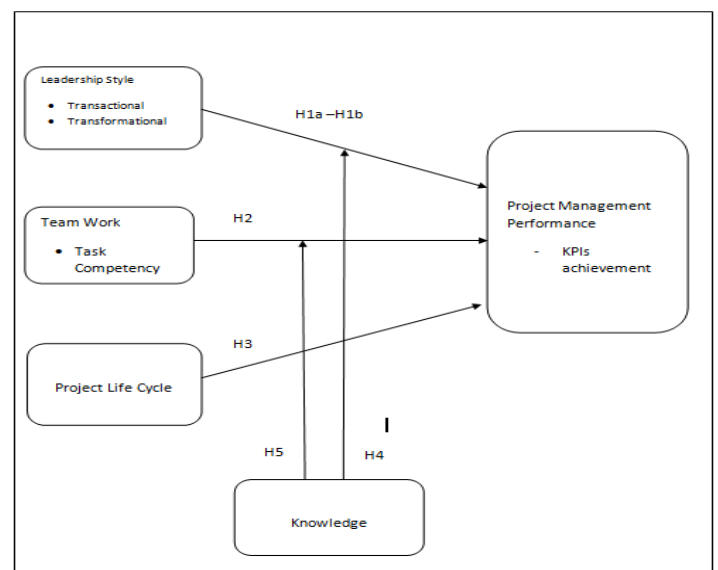 Leadership Style
• Transactional
• Transformational
H1a –H1b
Project Management
Performance
- KPIs
achievement
Team Work
• Task
Competency
H2
H3
Project Life Cycle
I
H5
H4
Knowledge